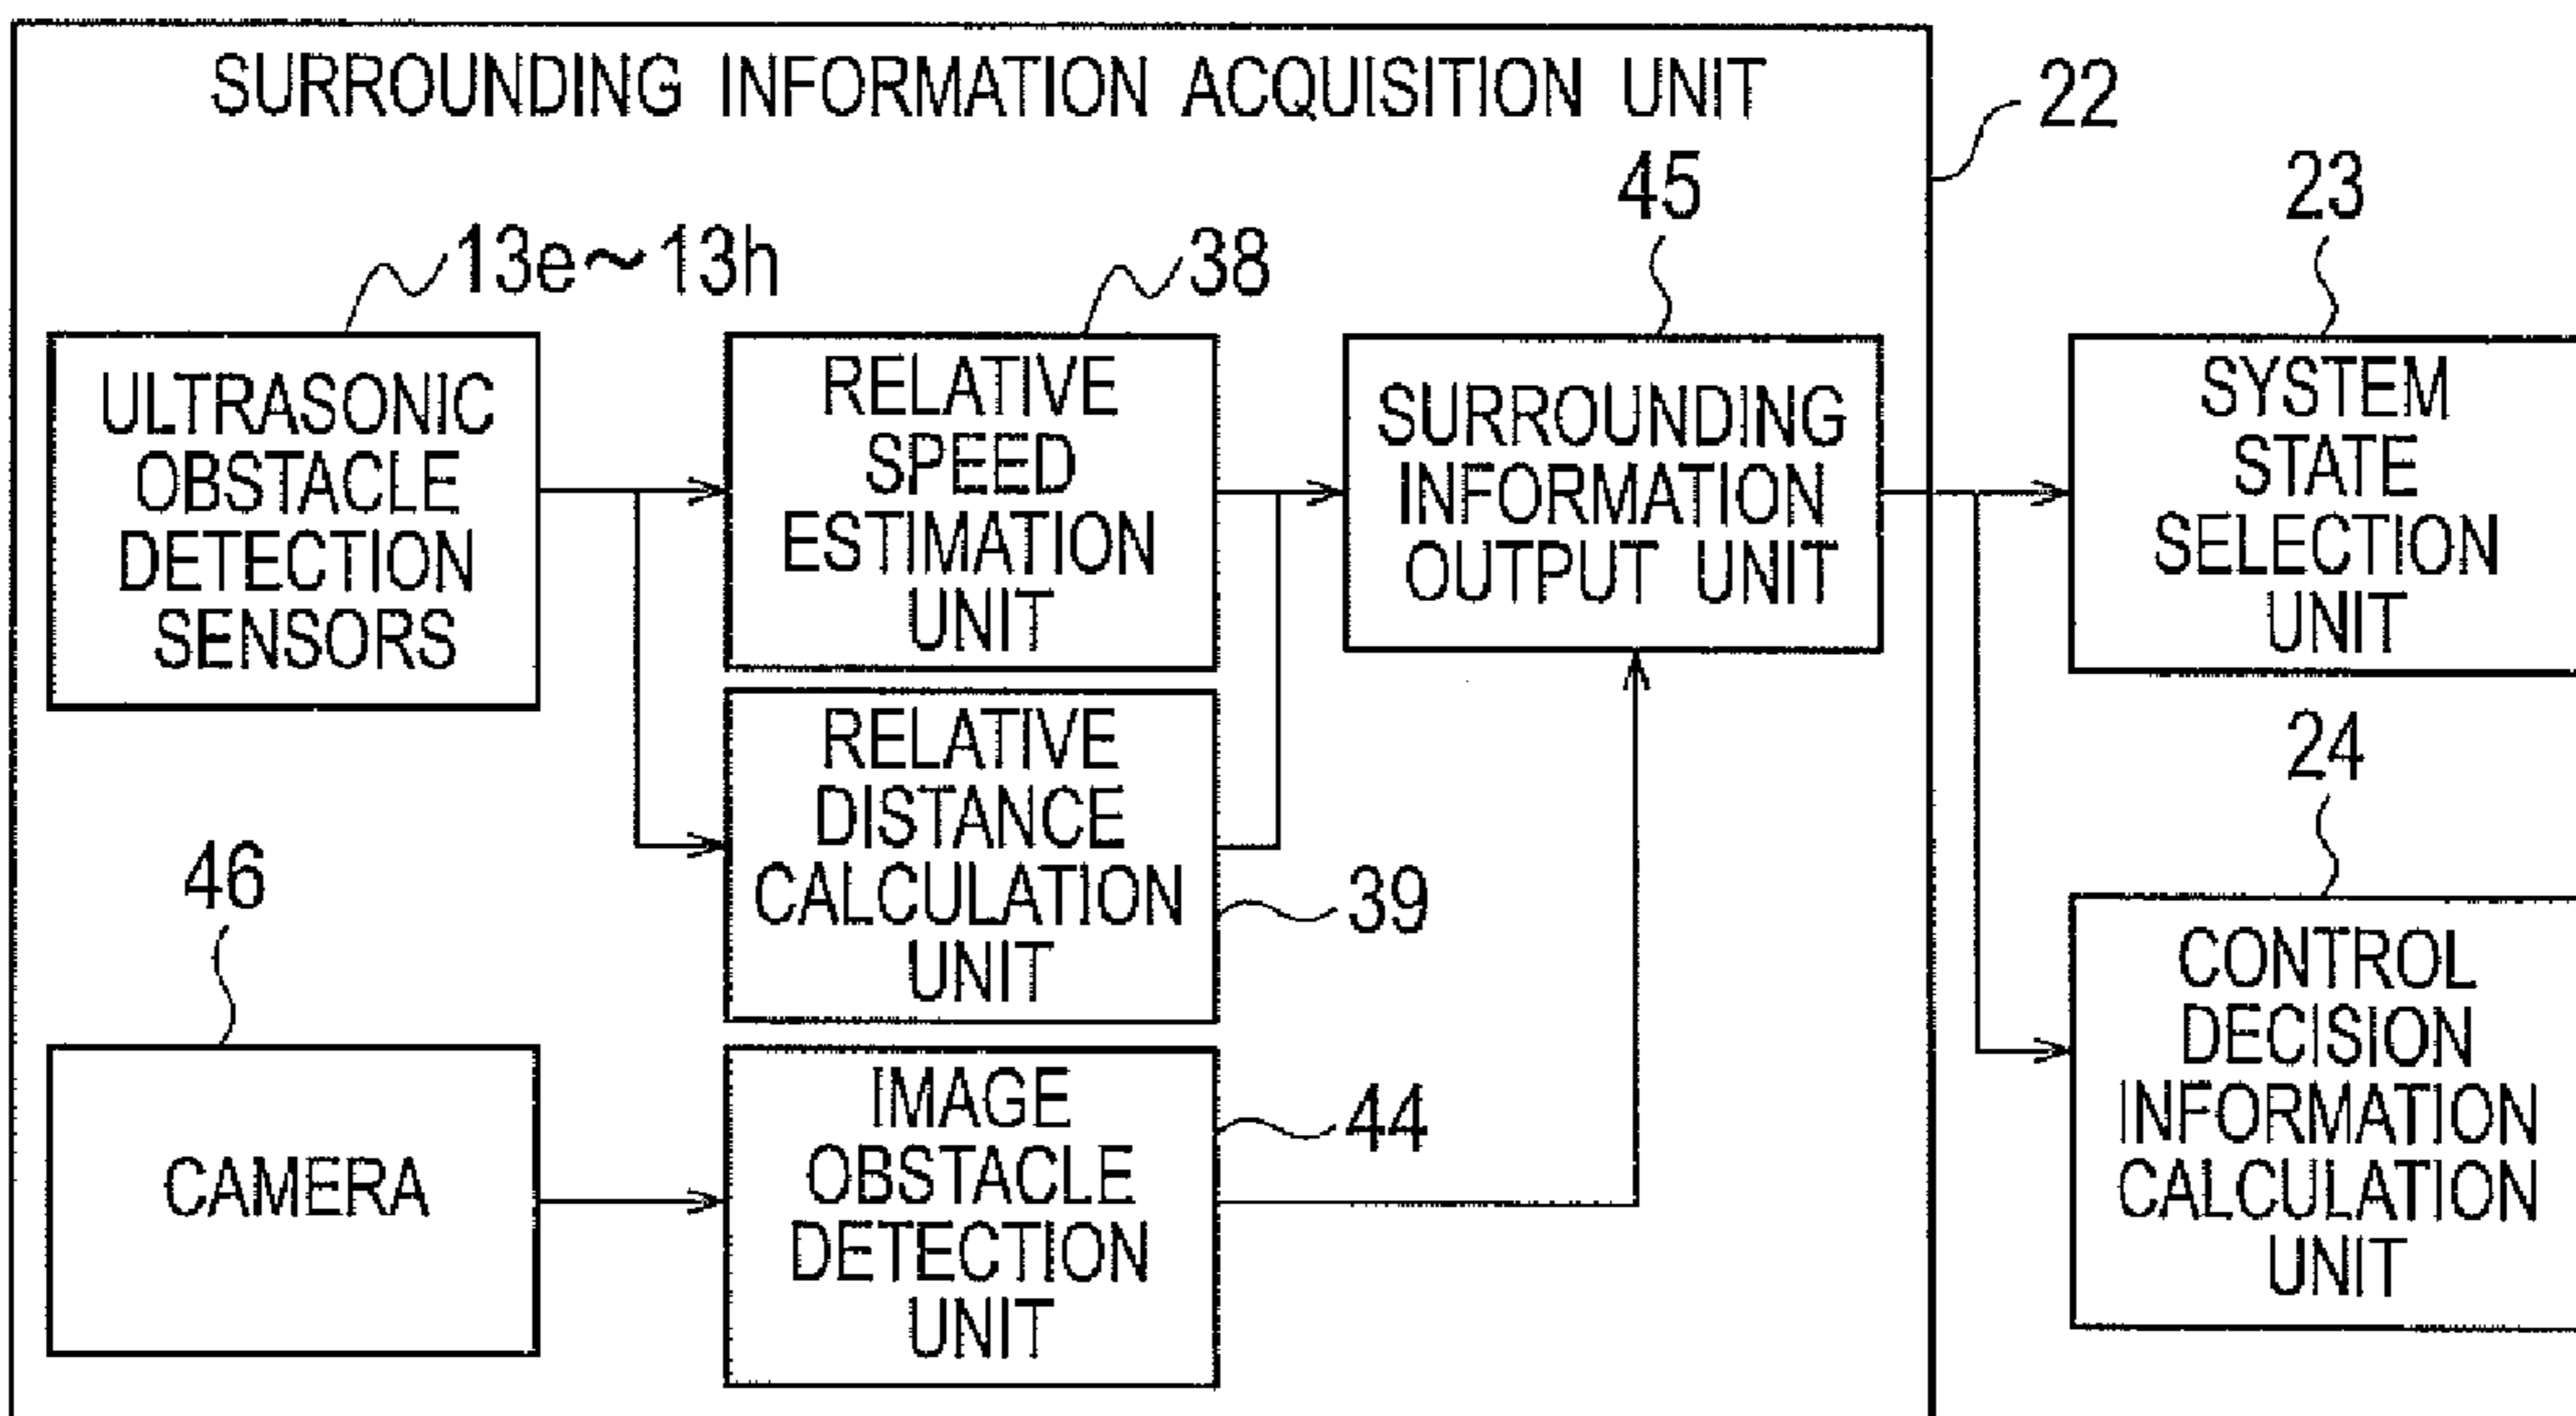 SURROUNDING INFORMATION ACQUISITION UNIT
22
45
23
13e~13h
38
ULTRASONIC
OBSTACLE
DETECTION
SENSORS
RELATIVE
SPEED
ESTIMATION
UNIT
SURROUNDING
INFORMATION
OUTPUT UNIT
SYSTEM
STATE
SELECTION
UNIT
RELATIVE
DISTANCE
CALCULATION
UNIT
39
24
46
CAMERA
IMAGE
OBSTACLE
DETECTION
UNIT
44
CONTROL
DECISION
INFORMATION
CALCULATION
UNIT